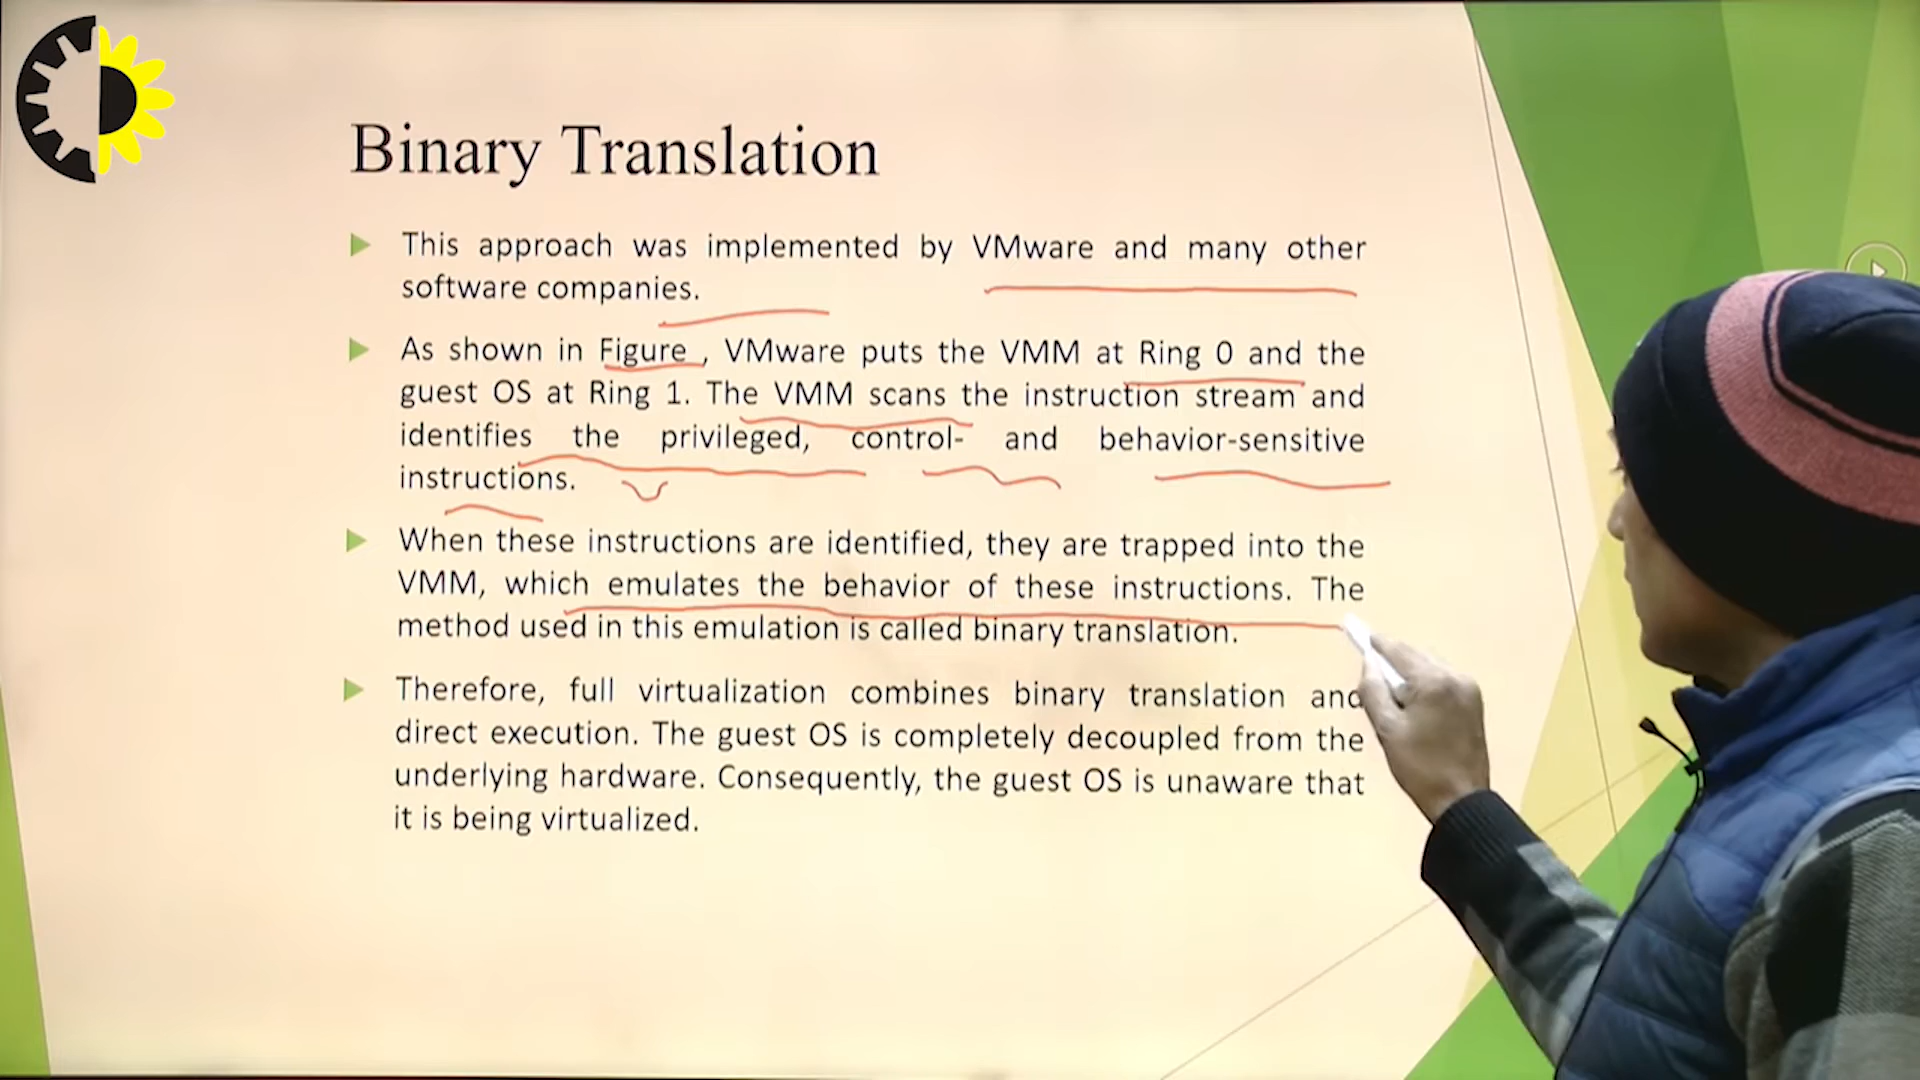 Binary Translation
This approach was implemented by VMware and many other
software companies.
As shown in Figure , VMware puts the VMM at Ring 0 and the
guest OS at Ring 1. The VMM scans the instruction stream and
identifies the privileged, control- and behavior-sensitive
instructions.
When these instructions are identified, they are trapped into the
VMM, which emulates the behavior of these instructions. The
method used in this emulation is called binary translation.
Therefore, full virtualization combines binary translation and
direct execution. The guest OS is completely decoupled from the
underlying hardware. Consequently, the guest OS is unaware that
it is being virtualized.